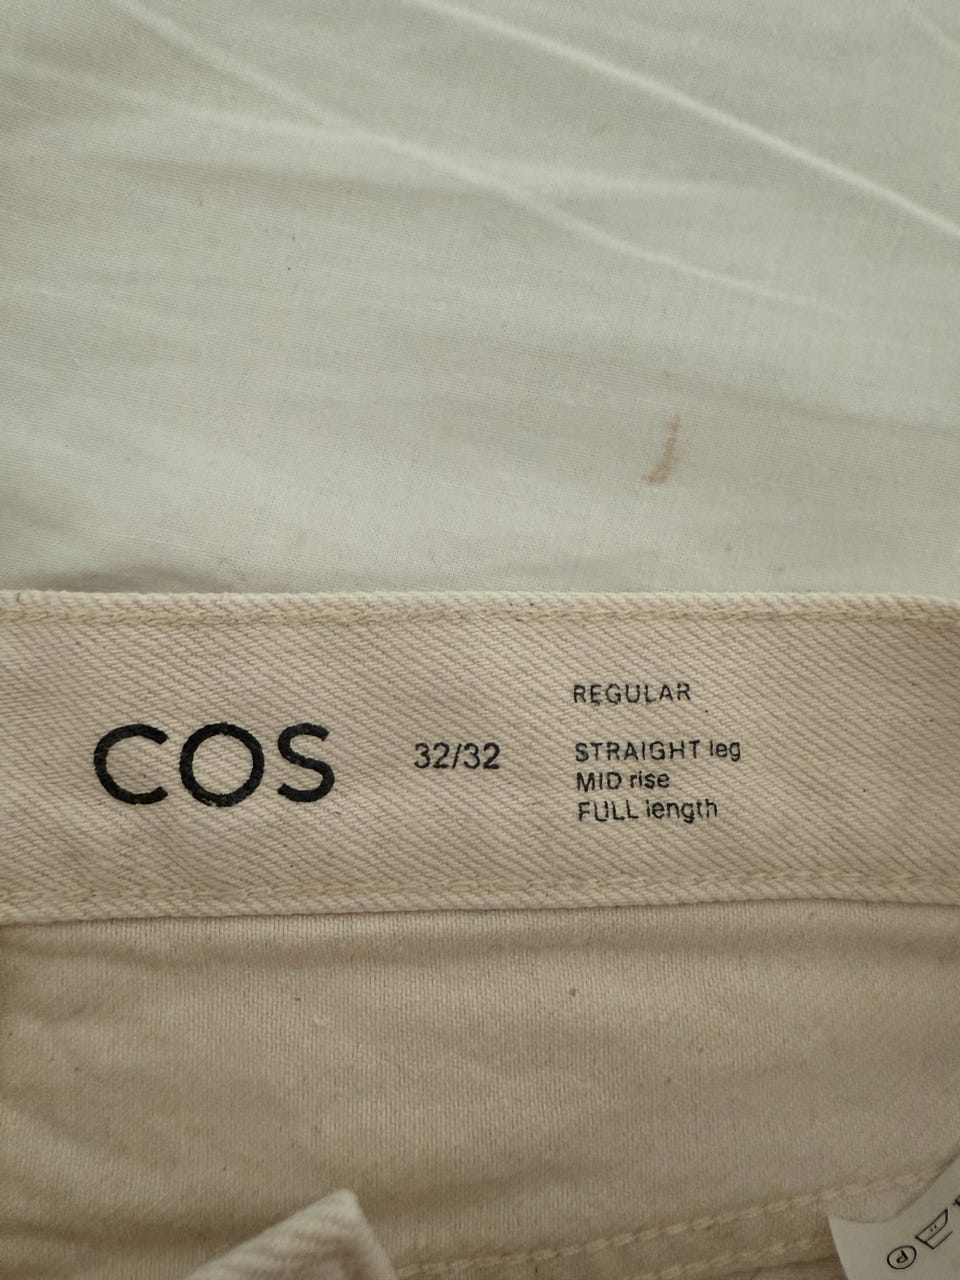 COS
32/32
REGULAR
STRAIGHT leg
MID rise
FULL length
P